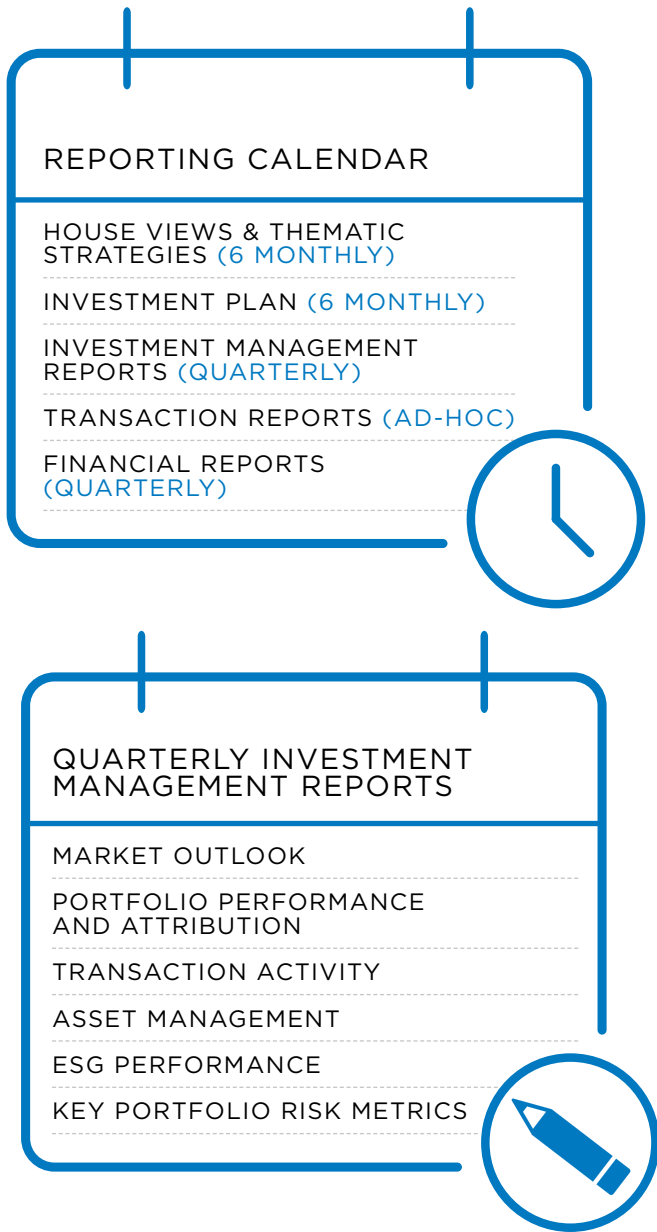 REPORTING CALENDAR
HOUSE VIEWS & THEMATIC
STRATEGIES (6 MONTHLY)
INVESTMENT PLAN (6 MONTHLY)
INVESTMENT MANAGEMENT
REPORTS (QUARTERLY)
TRANSACTION REPORTS (AD-HOC)
FINANCIAL REPORTS
(QUARTERLY)
QUARTERLY INVESTMENT
MANAGEMENT REPORTS
MARKET OUTLOOK
PORTFOLIO PERFORMANCE
AND ATTRIBUTION
TRANSACTION ACTIVITY
ASSET MANAGEMENT
ESG PERFORMANCE
KEY PORTFOLIO RISK METRICS